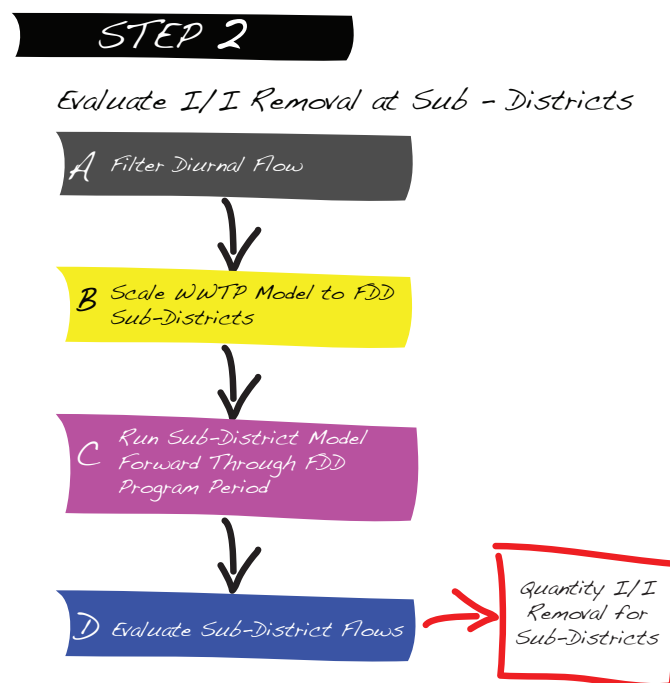 STEP 2
Evaluate I/I Removal at Sub - Districts
A Filter Diurnal Flow
B Scale WWTP Model to FDD
Sub-Districts
C Run Sub-District Model
Forward Through FDD
Program Period
D Evaluate Sub-District Flows
Quantity I/I
Removal for
Sub-Districts